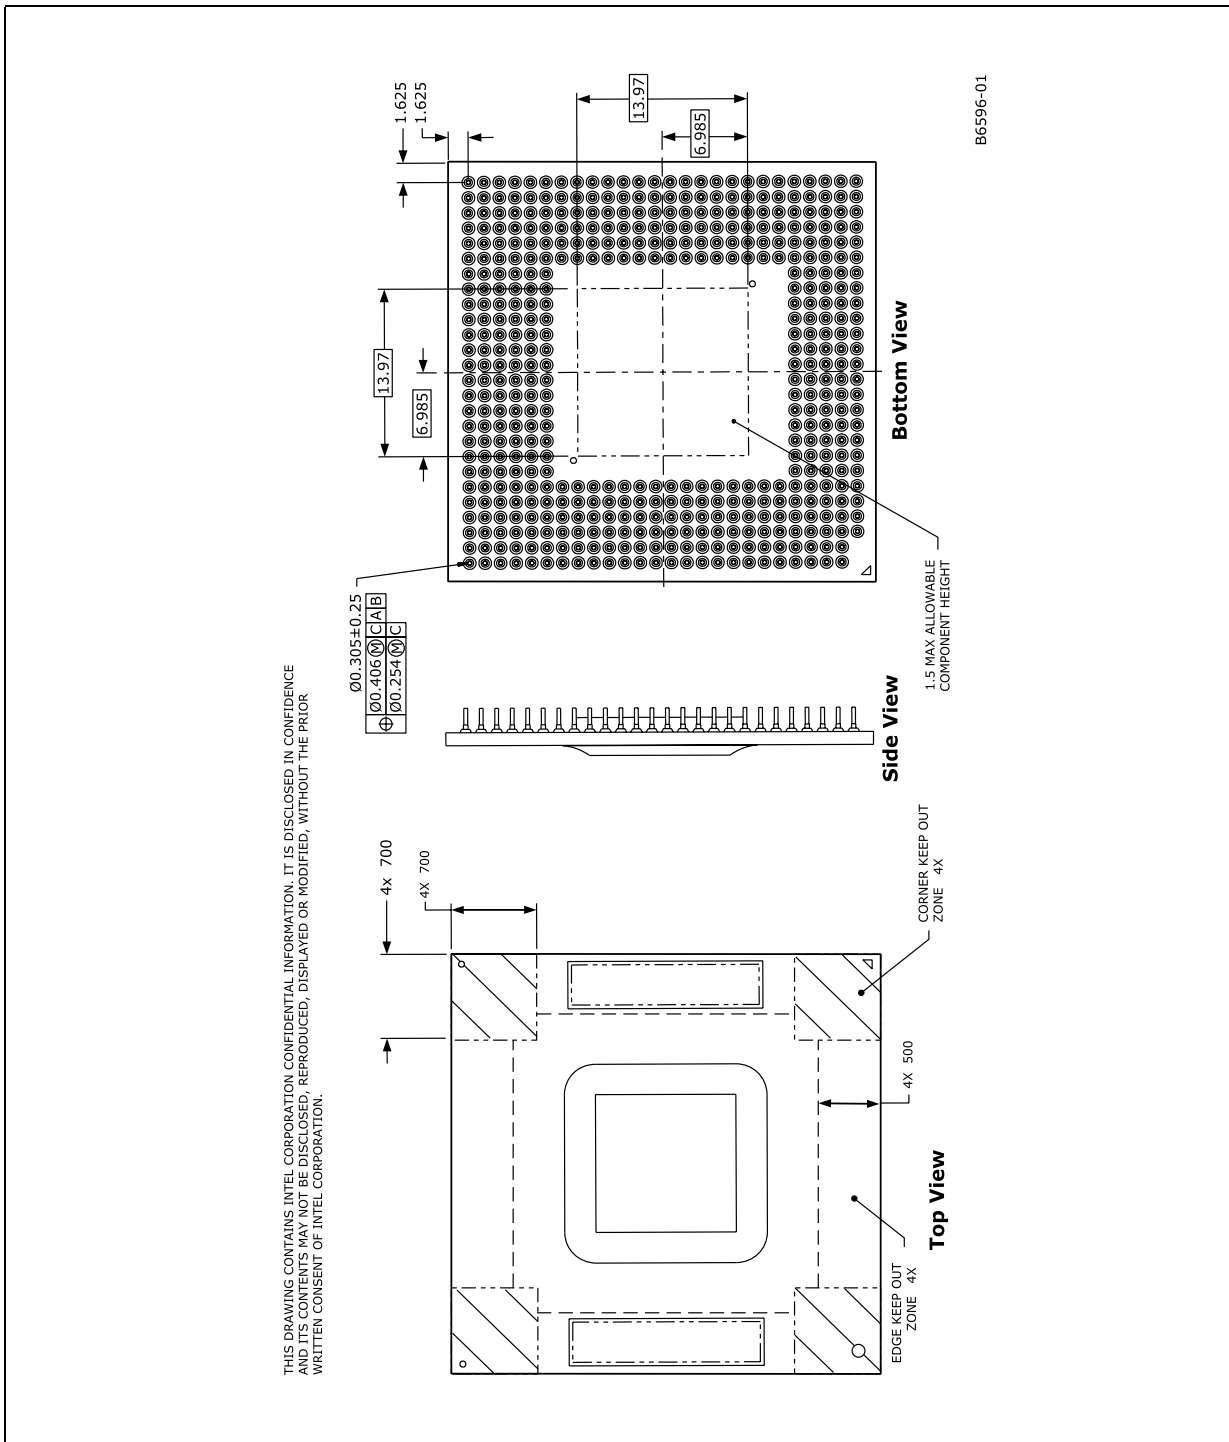 THIS DRAWING CONTAINS INTEL CORPORATION CONFIDENTIAL INFORMATION. IT IS DISCLOSED IN CONFIDENCE
AND ITS CONTENTS MAY NOT BE DISCLOSED, REPRODUCED, DISPLAYED OR MODIFIED, WITHOUT THE PRIOR
WRITTEN CONSENT OF INTEL CORPORATION.
4x 700
4X 700
CORNER KEEP OUT
ZONE 4X
4X 500
EDGE KEEP OUT
ZONE 4X
Top View
Side View
Ø0.305±0.25
Ø0.406 Ⓜ C A B
Ø0.254 Ⓜ C
13.97
6.985
1.625
1.625
13.97
6.985
1.5 MAX ALLOWABLE
COMPONENT HEIGHT
Bottom View
B6596-01